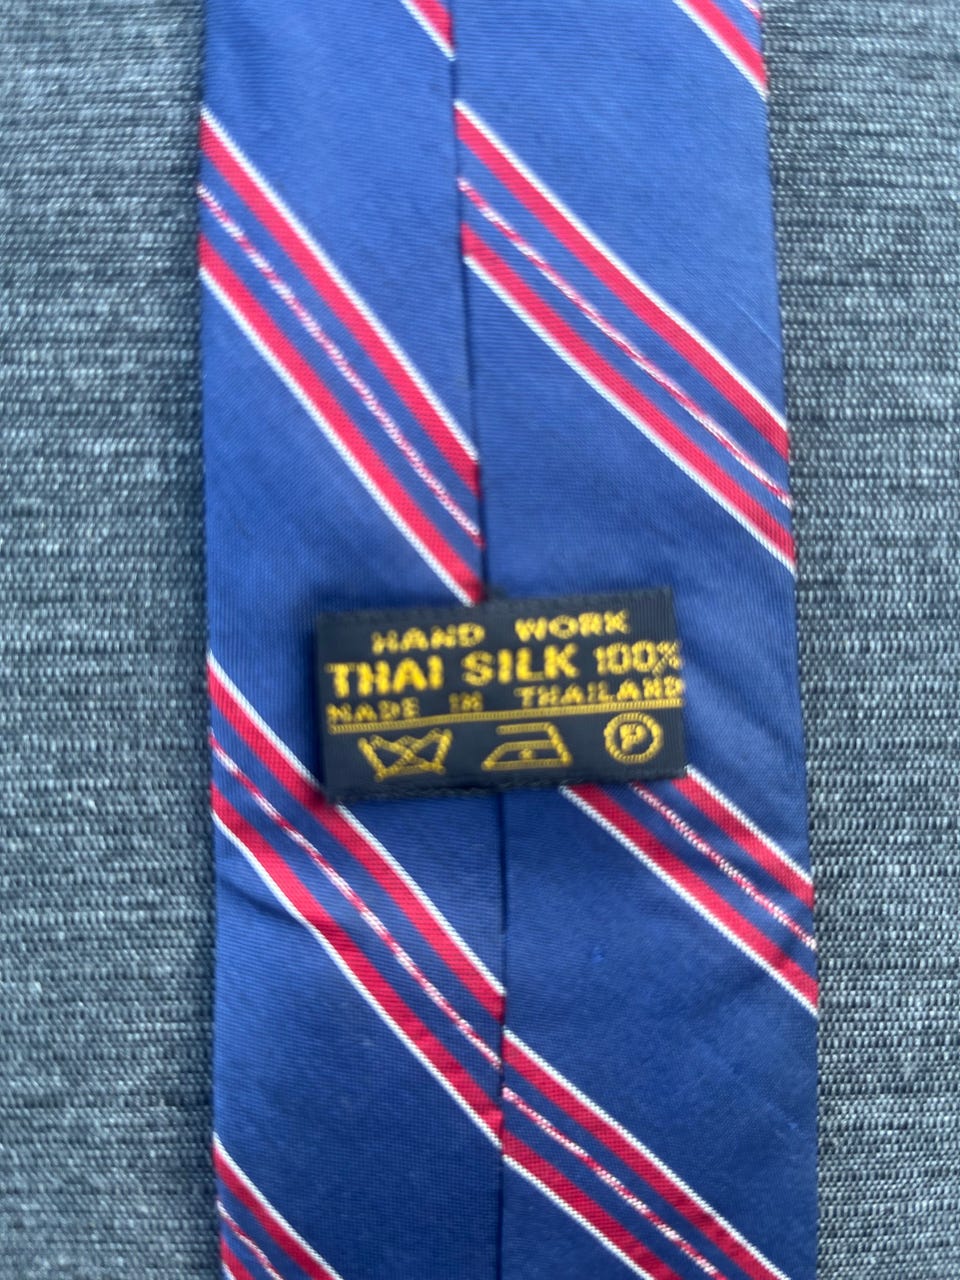 HAND WORK
THAI SILK 100%
MADE IN THAILAND
P